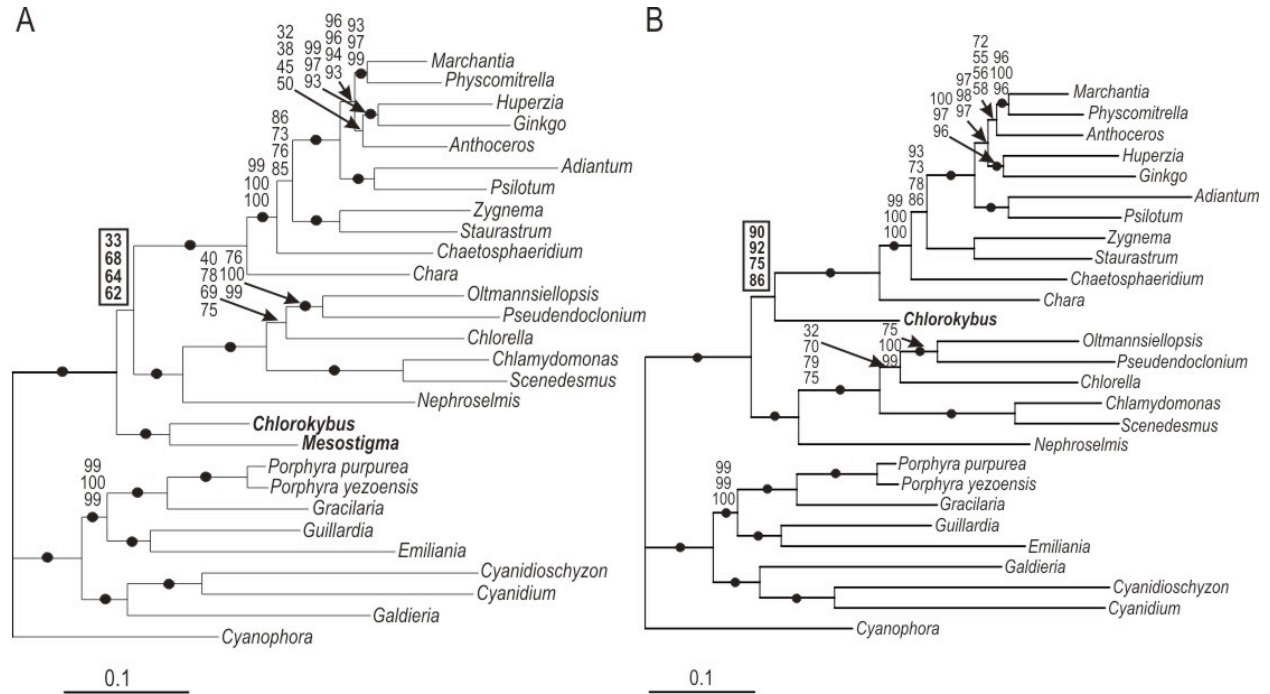 A
32
38
45
50
99
97
93
96
96
94
93
93
97
99
Marchantia
Physcomitrella
Huperzia
Ginkgo
Anthoceros
86
73
76
85
Adiantum
Psilotum
99
100
100
Zygnema
Staurastrum
Chaetosphaeridium
Chara
33
68
64
62
40 76
78 100
69 99
75
Oltmannsiellopsis
Pseudendoclonium
Chlorella
Chlamydomonas
Scenedesmus
Nephroselmis
Chlorokybus
Mesostigma
99
100
99
Porphyra purpurea
Porphyra yezoensis
Gracilaria
Guillardia
Emiliania
Cyanidioschyzon
Cyanidium
Galdieria
Cyanophora
0.1
B
72
55
56
58
96
100
96
97
98
97
100
97
96
Marchantia
Physcomitrella
Anthoceros
Huperzia
Ginkgo
93
73
78
86
Adiantum
Psilotum
99
100
100
Zygnema
Staurastrum
Chaetosphaeridium
Chara
90
92
75
86
Chlorokybus
32
70
79
75
75
100
99
Oltmannsiellopsis
Pseudendoclonium
Chlorella
Chlamydomonas
Scenedesmus
Nephroselmis
99
99
100
Porphyra purpurea
Porphyra yezoensis
Gracilaria
Guillardia
Emiliania
Galdieria
Cyanidioschyzon
Cyanidium
Cyanophora
0.1